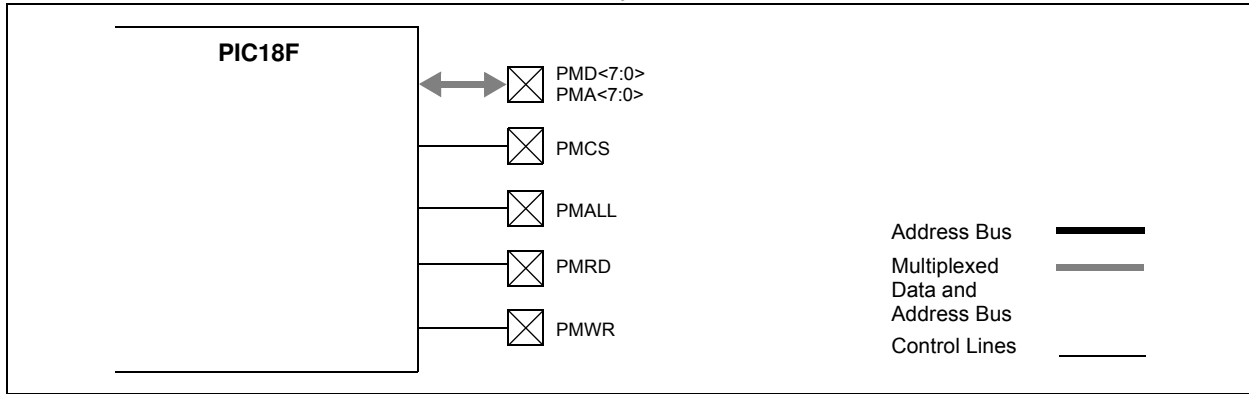 PIC18F
PMD<7:0>
PMA<7:0>
PMCS
PMALL
PMRD
PMWR
Address Bus
Multiplexed
Data and
Address Bus
Control Lines